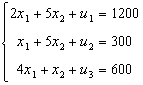 2x₁ + 5x₂ + u₁ = 1200
x₁ + 5x₂ + u₂ = 300
4x₁ + x₂ + u₃ = 600